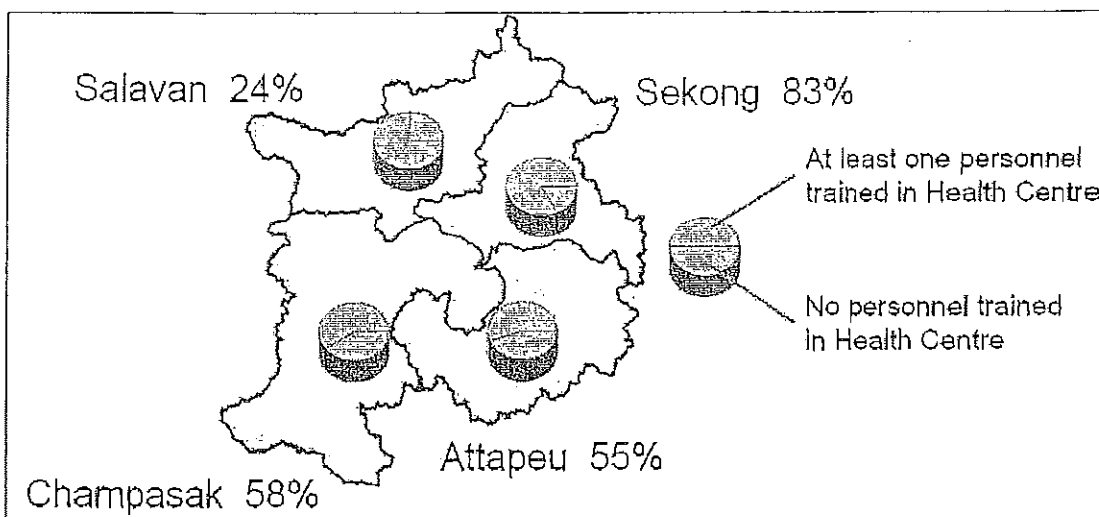 Salavan 24%
Sekong 83%
At least one personnel
trained in Health Centre
No personnel trained
in Health Centre
Attapeu 55%
Champasak 58%